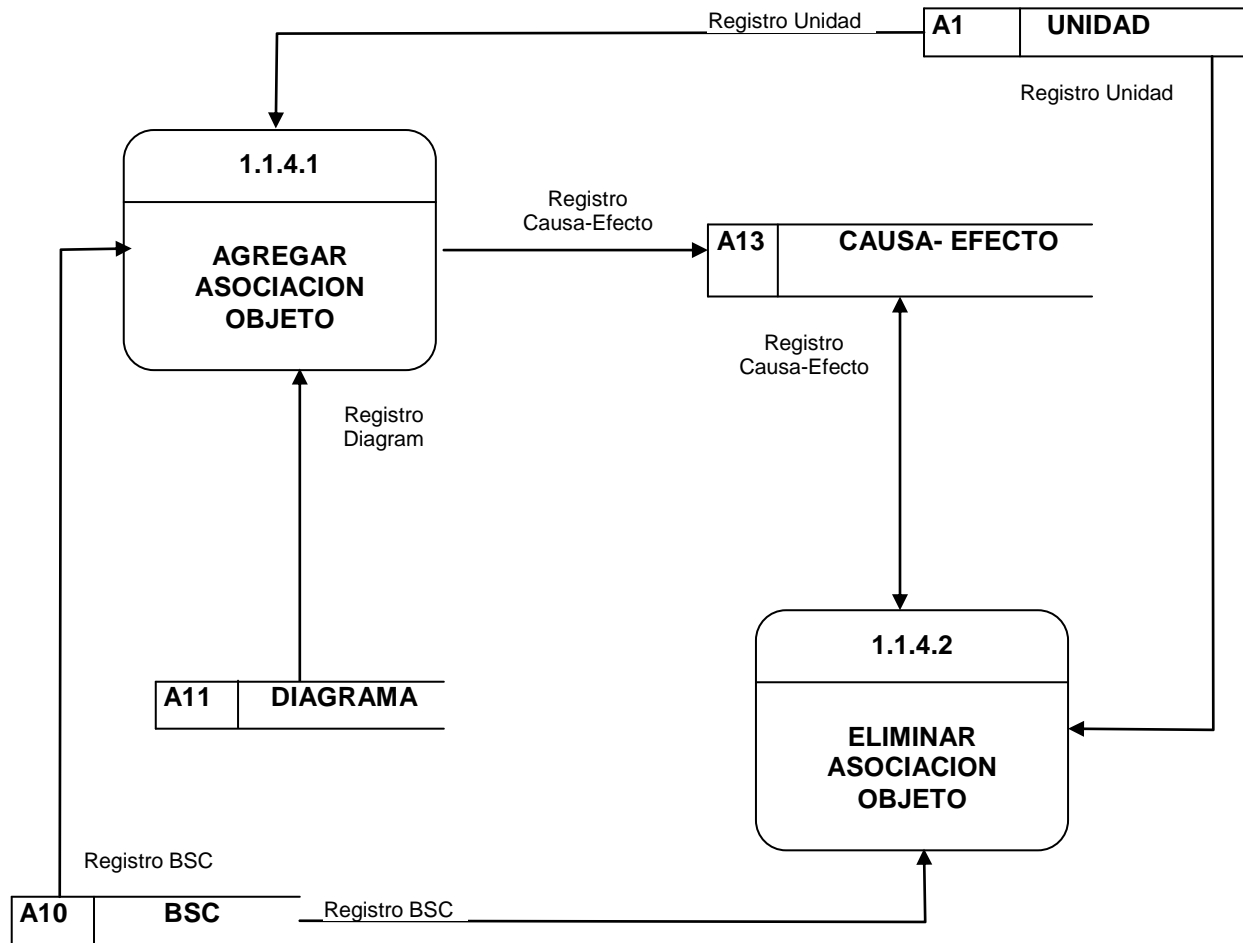 Registro Unidad
A1 UNIDAD
Registro Unidad
1.1.4.1
AGREGAR
ASOCIACION
OBJETO
Registro
Causa-Efecto
A13 CAUSA- EFECTO
Registro
Causa-Efecto
Registro
Diagram
1.1.4.2
ELIMINAR
ASOCIACION
OBJETO
A11 DIAGRAMA
Registro BSC
A10 BSC
Registro BSC